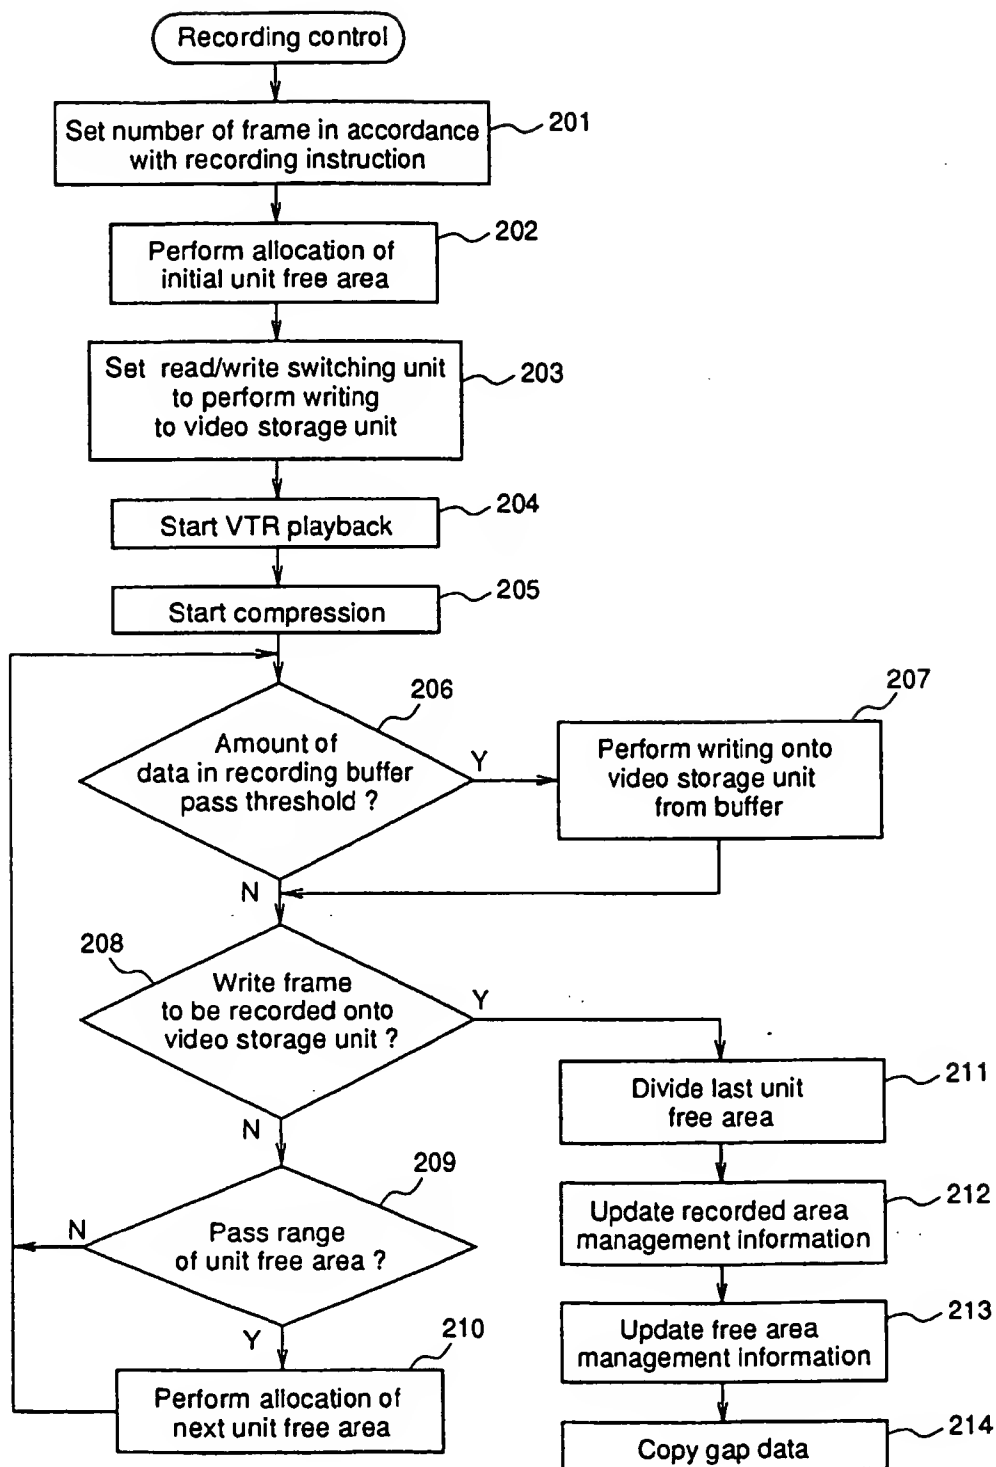 Recording control
Set number of frame in accordance
with recording instruction
201
Perform allocation of
initial unit free area
202
Set read/write switching unit
to perform writing
to video storage unit
203
Start VTR playback
204
Start compression
205
Amount of
data in recording buffer
pass threshold ?
206
Y
N
Perform writing onto
video storage unit
from buffer
207
Write frame
to be recorded onto
video storage unit ?
208
Y
N
Pass range
of unit free area ?
209
N
Y
Perform allocation of
next unit free area
210
Divide last unit
free area
211
Update recorded area
management information
212
Update free area
management information
213
Copy gap data
214